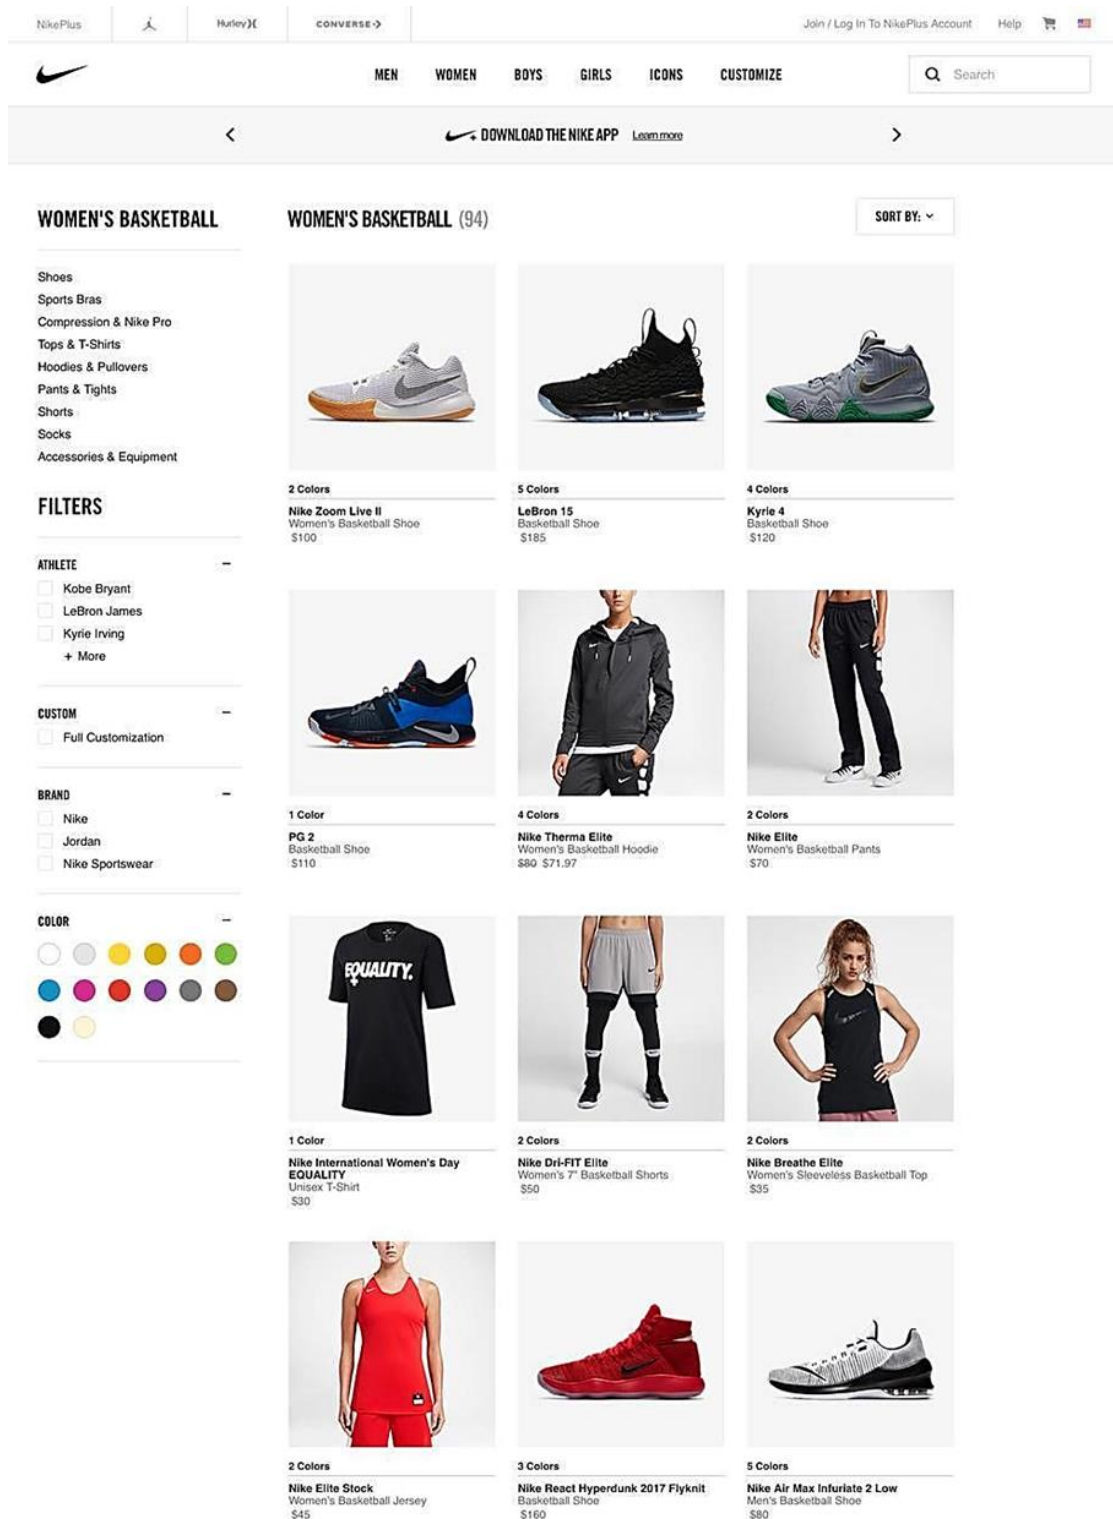 NikePlus
Hurley
CONVERSE
Join / Log In To NikePlus Account
Help
MEN
WOMEN
BOYS
GIRLS
ICONS
CUSTOMIZE
Search
DOWNLOAD THE NIKE APP Learn more
WOMEN'S BASKETBALL
Shoes
Sports Bras
Compression & Nike Pro
Tops & T-Shirts
Hoodies & Pullovers
Pants & Tights
Shorts
Socks
Accessories & Equipment
FILTERS
ATHLETE
Kobe Bryant
LeBron James
Kyrie Irving
+ More
CUSTOM
Full Customization
BRAND
Nike
Jordan
Nike Sportswear
COLOR
WOMEN'S BASKETBALL (94)
SORT BY:
2 Colors
Nike Zoom Live II
Women's Basketball Shoe
$100
5 Colors
LeBron 15
Basketball Shoe
$185
4 Colors
Kyrie 4
Basketball Shoe
$120
1 Color
PG 2
Basketball Shoe
$110
4 Colors
Nike Therma Elite
Women's Basketball Hoodie
$80 $71.97
2 Colors
Nike Elite
Women's Basketball Pants
$70
EQUALITY.
1 Color
Nike International Women's Day
EQUALITY
Unisex T-Shirt
$30
2 Colors
Nike Dri-FIT Elite
Women's 7" Basketball Shorts
$50
2 Colors
Nike Breathe Elite
Women's Sleeveless Basketball Top
$35
2 Colors
Nike Elite Stock
Women's Basketball Jersey
$45
3 Colors
Nike React Hyperdunk 2017 Flyknit
Basketball Shoe
$160
5 Colors
Nike Air Max Infuriate 2 Low
Men's Basketball Shoe
$80